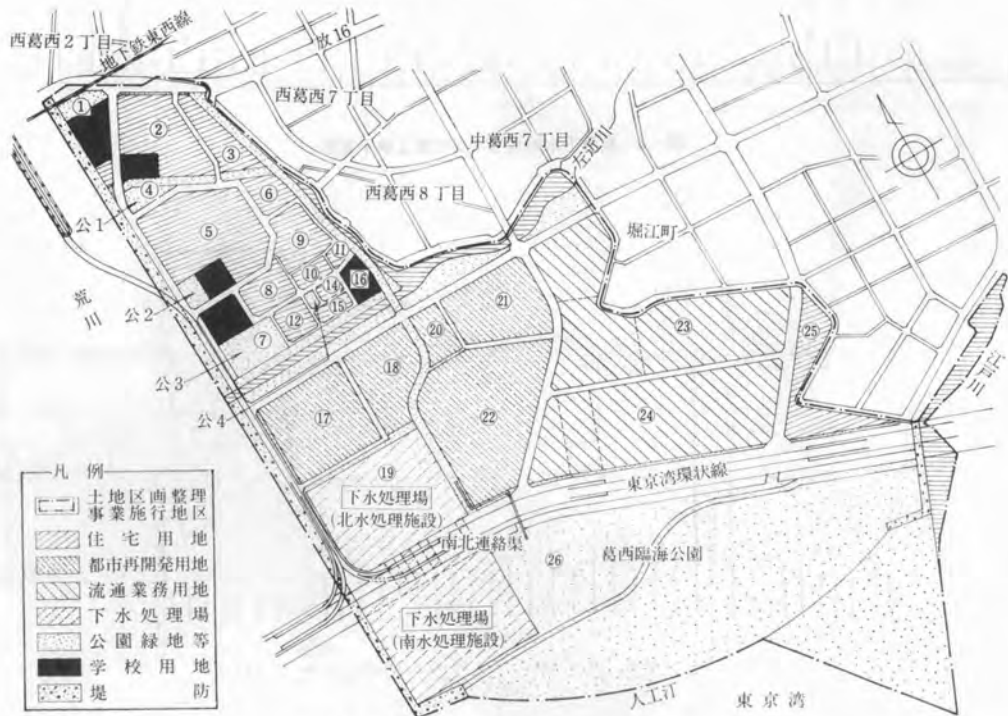 西葛西2丁目
地下鉄東西線
放16
西葛西7丁目
中葛西7丁目
左近川
西葛西8丁目
堀江町
①
②
③
④
公1
⑤
⑥
⑨
⑪
⑩
⑭
⑯
荒川
公2
⑧
⑮
⑫
⑦
公3
公4
⑳
㉑
㉓
㉕
旧江戸川
⑱
⑰
㉒
㉔
⑲
下水処理場
(北水処理施設)
東京湾環状線
南北連絡渠
㉖
葛西臨海公園
下水処理場
(南水処理施設)
人工汀
東京湾
凡例
土地区画整理
事業施行地区
住宅用地
都市再開発用地
流通業務用地
下水処理場
公園緑地等
学校用地
堤防